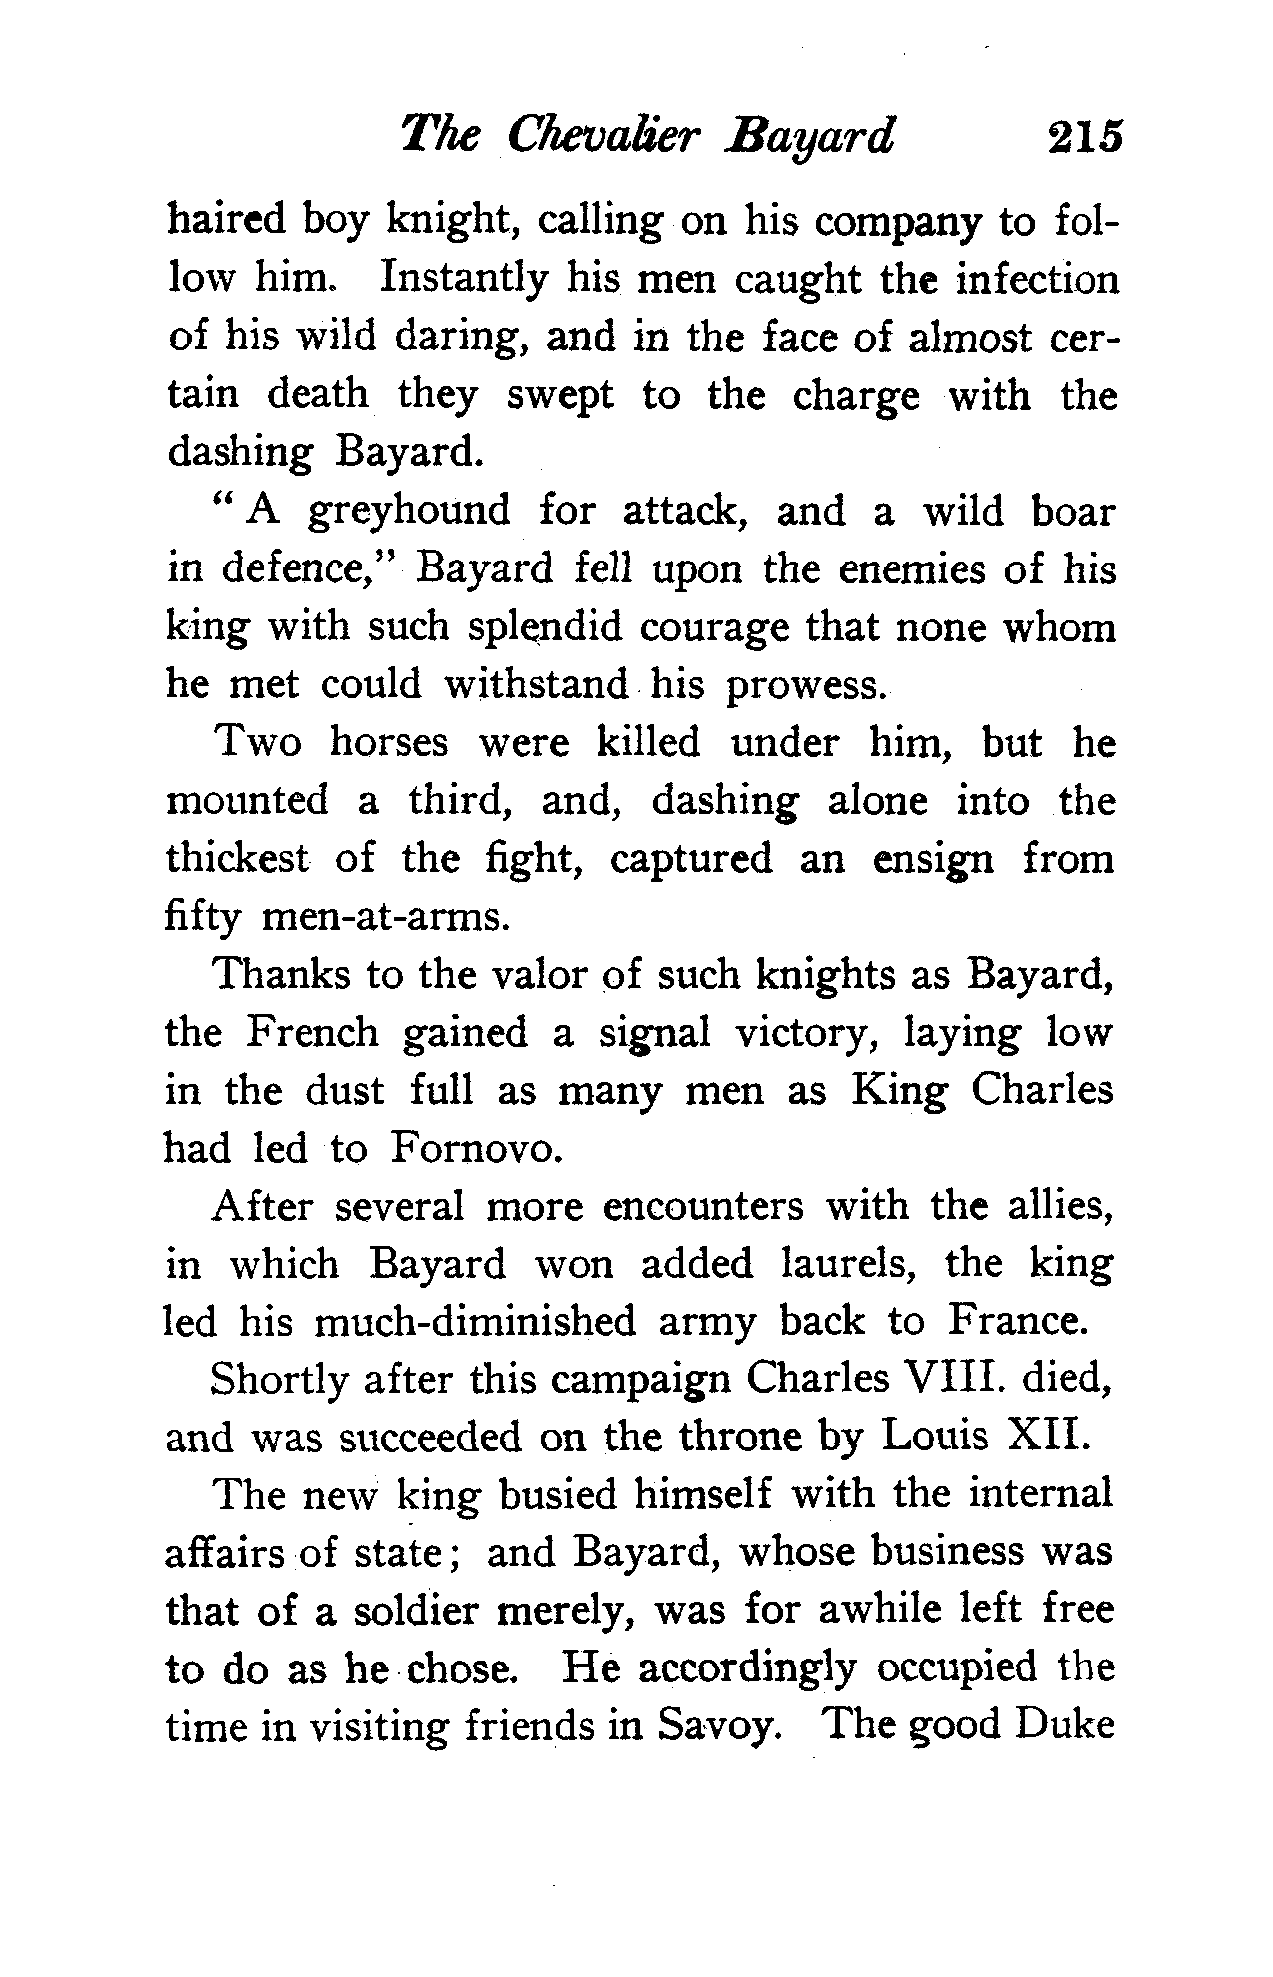 The Chevalier Bayard 215
haired boy knight, calling on his company to fol-
low him. Instantly his men caught the infection
of his wild daring, and in the face of almost cer-
tain death they swept to the charge with the
dashing Bayard.
" A greyhound for attack, and a wild boar
in defence," Bayard fell upon the enemies of his
king with such splendid courage that none whom
he met could withstand his prowess.
Two horses were killed under him, but he
mounted a third, and, dashing alone into the
thickest of the fight, captured an ensign from
fifty men-at-arms.
Thanks to the valor of such knights as Bayard,
the French gained a signal victory, laying low
in the dust full as many men as King Charles
had led to Fornovo.
After several more encounters with the allies,
in which Bayard won added laurels, the king
led his much-diminished army back to France.
Shortly after this campaign Charles VIII. died,
and was succeeded on the throne by Louis XII.
The new king busied himself with the internal
affairs of state; and Bayard, whose business was
that of a soldier merely, was for awhile left free
to do as he chose. He accordingly occupied the
time in visiting friends in Savoy. The good Duke